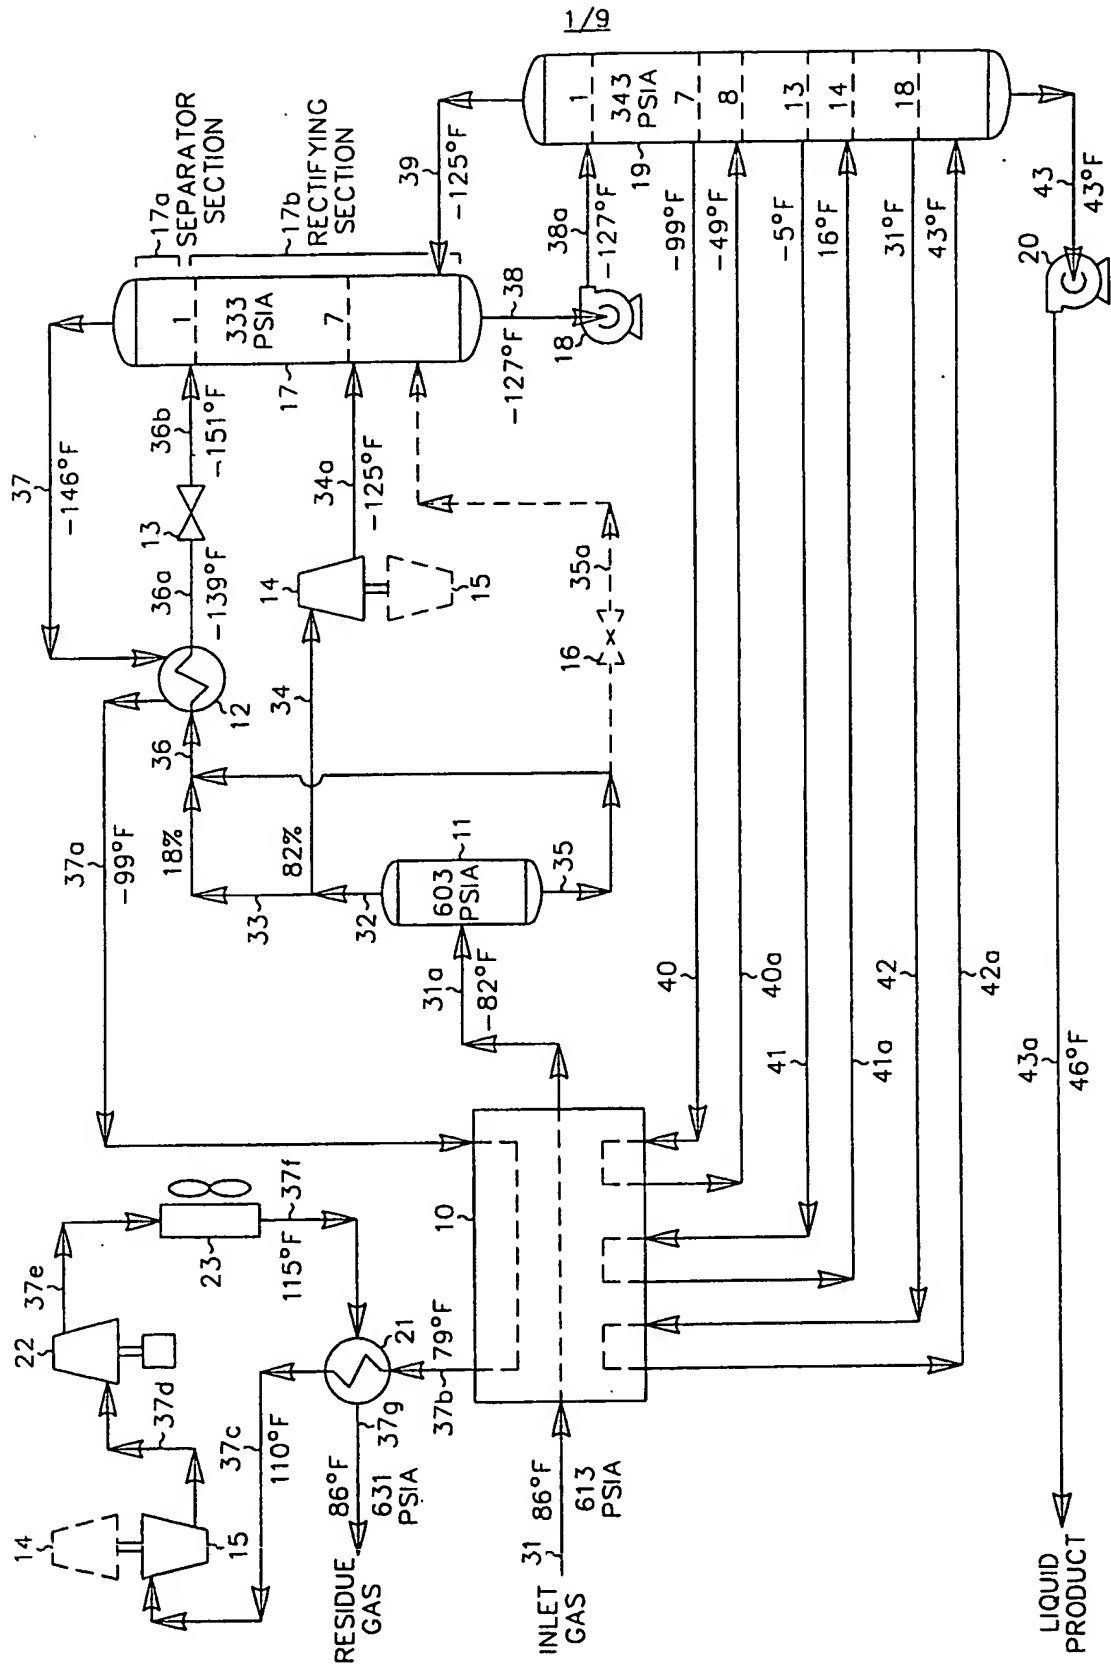 1/9
37
-146°F
36a
-139°F
13
36b
-151°F
17a
SEPARATOR
SECTION
17b
RECTIFYING
SECTION
1
333
PSIA
7
17
39
-125°F
38
-127°F
18
38a
-127°F
34a
-125°F
14
15
16
35a
12
36
34
37a
-99°F
18%
82%
33
32
603
PSIA
11
35
31a
-82°F
1
343
PSIA
7
8
13
14
18
19
-99°F
-49°F
-5°F
16°F
31°F
43°F
43
43°F
20
40
40a
41
41a
42
42a
43a
46°F
10
37e
22
23
37f
115°F
37d
21
79°F
37b
37g
37c
110°F
14
15
86°F
631
PSIA
RESIDUE
GAS
31
86°F
613
PSIA
INLET
GAS
LIQUID
PRODUCT